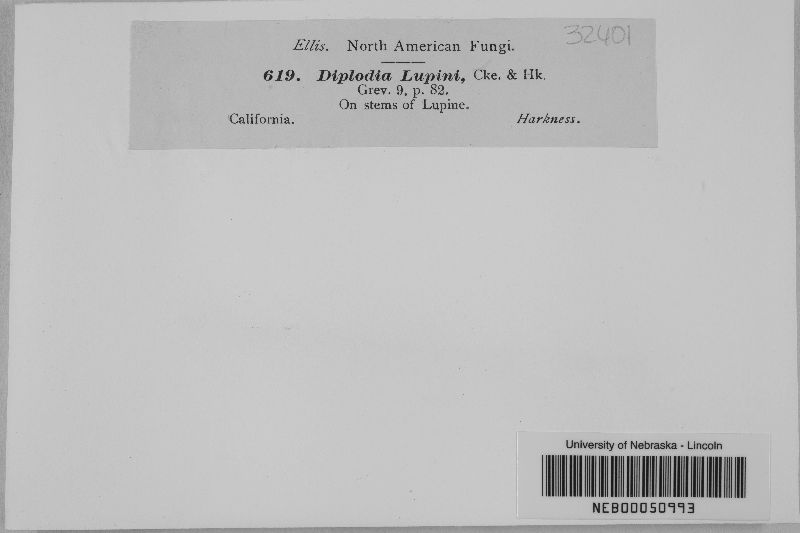 Ellis. North American Fungi.
32401
619. Diplodia Lupini, Cke. & Hk.
Grev. 9, p. 82.
On stems of Lupine.
California. Harkness.
University of Nebraska - Lincoln
NEB00050993